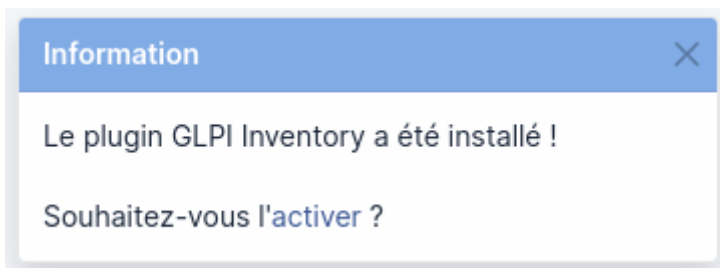 Information
Le plugin GLPI Inventory a été installé !
Souhaitez-vous l'activer ?